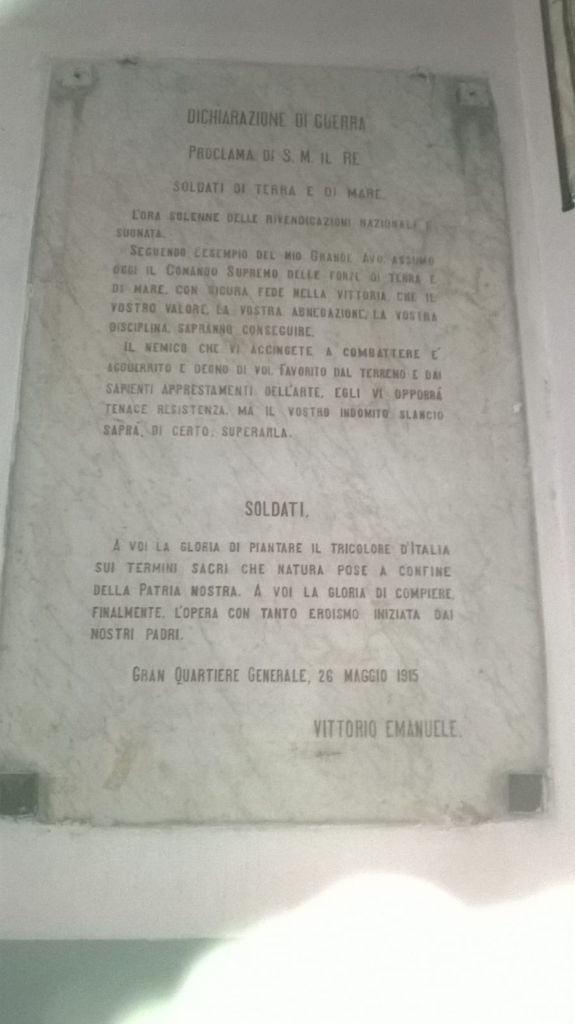 DICHIARAZIONE DI GUERRA
PROCLAMA DI S. M. IL RE
SOLDATI DI TERRA E DI MARE.
L'ORA SOLENNE DELLE RIVENDICAZIONI NAZIONALI È
SUONATA.
SEGUENDO L'ESEMPIO DEL MIO GRANDE AVO, ASSUMO
OGGI IL COMANDO SUPREMO DELLE FORZE DI TERRA E
DI MARE, CON SICURA FEDE NELLA VITTORIA, CHE IL
VOSTRO VALORE, LA VOSTRA ABNEGAZIONE, LA VOSTRA
DISCIPLINA, SAPRANNO CONSEGUIRE.
IL NEMICO CHE VI ACCINGETE A COMBATTERE E'
AGGUERRITO E DEGNO DI VOI. FAVORITO DAL TERRENO E DAI
SAPIENTI APPRESTAMENTI DELL'ARTE, EGLI VI OPPORRÁ
TENACE RESISTENZA, MA IL VOSTRO INDOMITO SLANCIO
SAPRÁ, DI CERTO, SUPERARLA.
SOLDATI,
A VOI LA GLORIA DI PIANTARE IL TRICOLORE D'ITALIA
SUI TERMINI SACRI CHE NATURA POSE A CONFINE
DELLA PATRIA NOSTRA. A VOI LA GLORIA DI COMPIERE,
FINALMENTE, L'OPERA CON TANTO EROISMO INIZIATA DAI
NOSTRI PADRI.
GRAN QUARTIERE GENERALE, 26 MAGGIO 1915
VITTORIO EMANUELE.